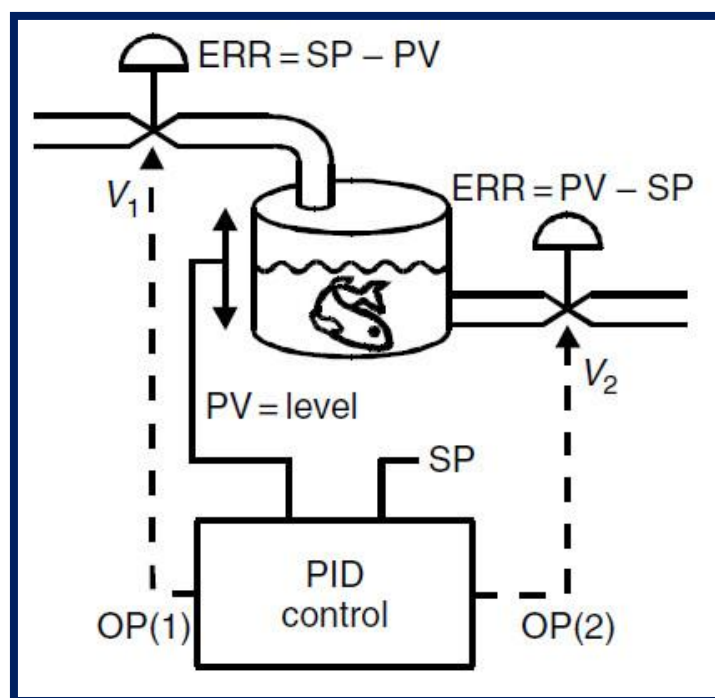 ERR = SP – PV
V1
ERR = PV – SP
V2
PV = level
SP
PID
control
OP(1)
OP(2)